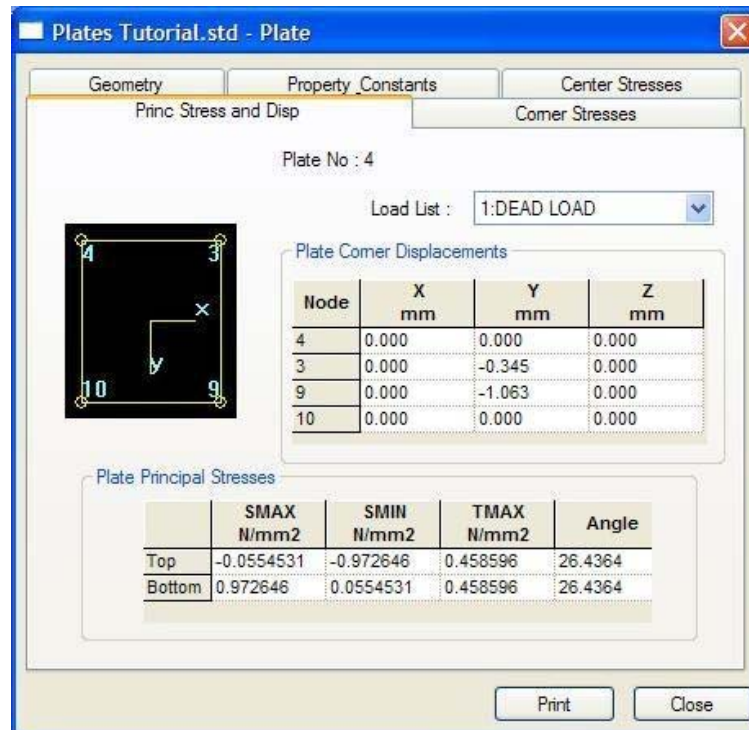 Plates Tutorial.std - Plate
Geometry Property_Constants Center Stresses
Princ Stress and Disp Corner Stresses
Plate No : 4
Load List : 1:DEAD LOAD
4 3
x
y
10 9
Plate Corner Displacements
Node X mm Y mm Z mm
4 0.000 0.000 0.000
3 0.000 -0.345 0.000
9 0.000 -1.063 0.000
10 0.000 0.000 0.000
Plate Principal Stresses
SMAX N/mm2 SMIN N/mm2 TMAX N/mm2 Angle
Top -0.0554531 -0.972646 0.458596 26.4364
Bottom 0.972646 0.0554531 0.458596 26.4364
Print Close